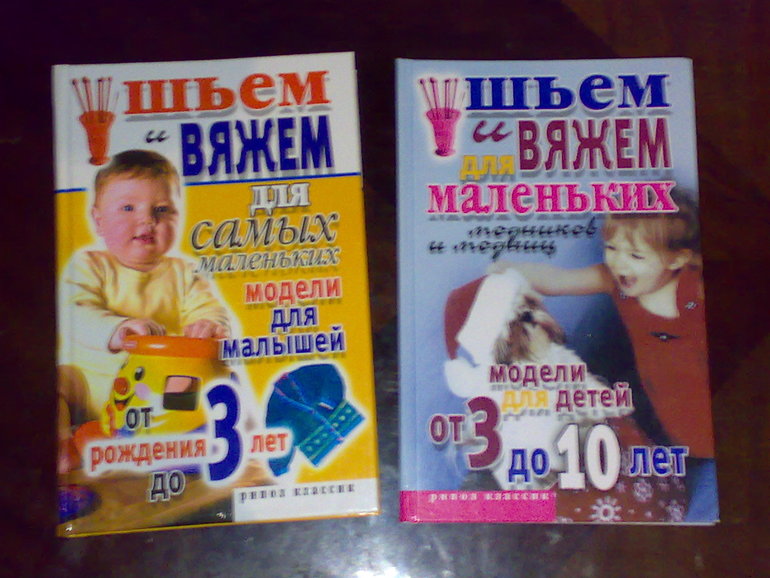 шьем
и
ВЯЖЕМ
для
самых
маленьких
модели
для
малышей
от
рождения
до
3 лет
рипол классик
шьем
и ВЯЖЕМ
для
маленьких
модников
и модниц
модели
для детей
от 3
до 10 лет
рипол классик